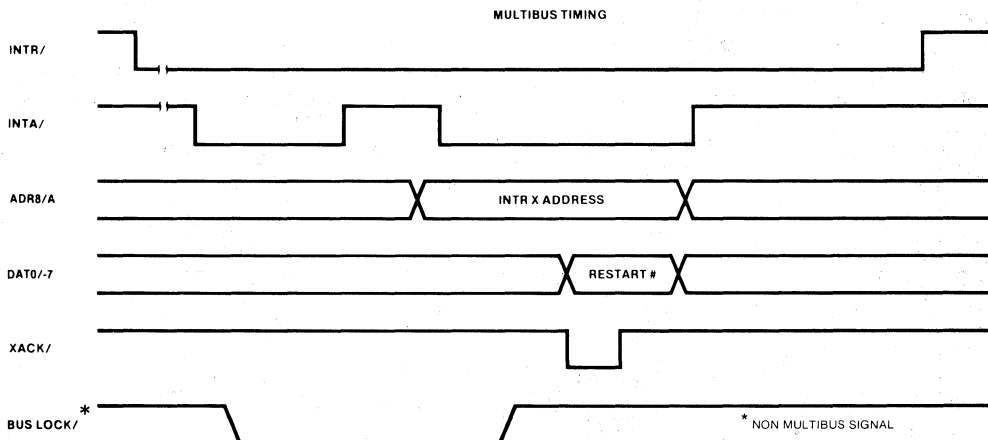 MULTIBUS TIMING
INTR/
INTA/
ADR8/A
INTR X ADDRESS
DAT0/-7
RESTART #
XACK/
BUS LOCK/*
* NON MULTIBUS SIGNAL